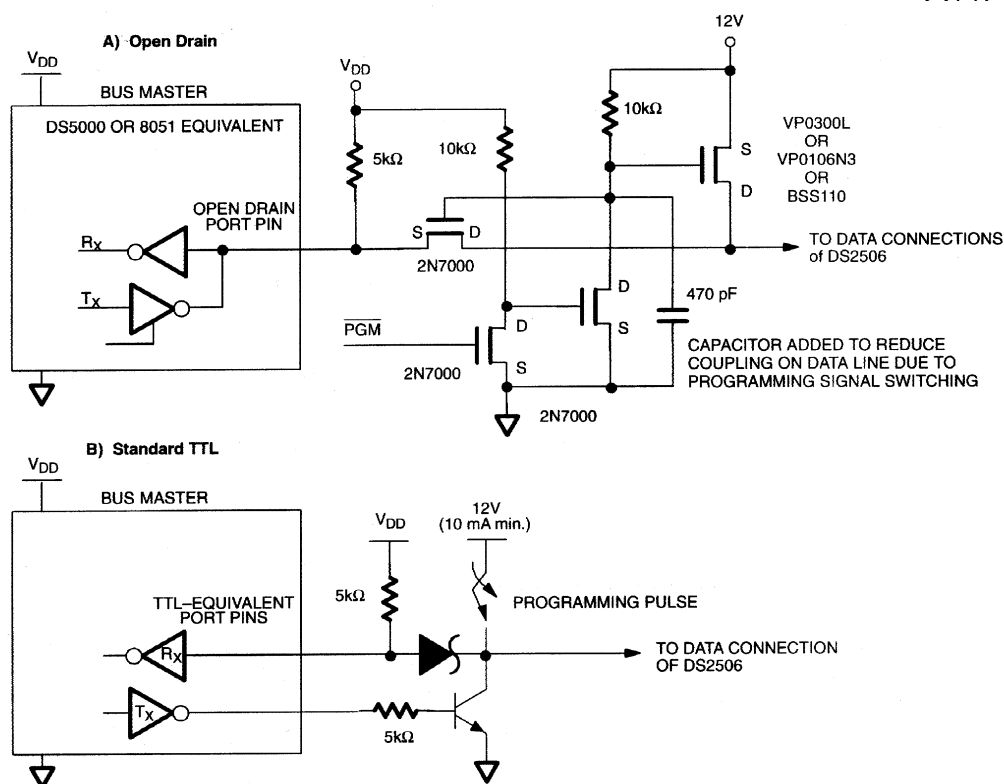 A) Open Drain
12V
VDD
VDD
BUS MASTER
DS5000 OR 8051 EQUIVALENT
5kΩ
10kΩ
10kΩ
S
D
VP0300L
OR
VP0106N3
OR
BSS110
OPEN DRAIN
PORT PIN
RX
TX
S
D
2N7000
TO DATA CONNECTIONS
of DS2506
470 pF
PGM
D
S
2N7000
D
S
2N7000
CAPACITOR ADDED TO REDUCE
COUPLING ON DATA LINE DUE TO
PROGRAMMING SIGNAL SWITCHING
B) Standard TTL
VDD
BUS MASTER
VDD
12V
(10 mA min.)
5kΩ
PROGRAMMING PULSE
TTL–EQUIVALENT
PORT PINS
RX
TO DATA CONNECTION
OF DS2506
TX
5kΩ